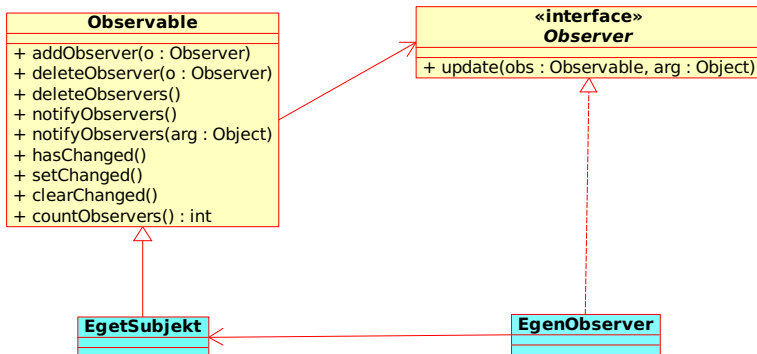 Observable
+ addObserver(o : Observer)
+ deleteObserver(o : Observer)
+ deleteObservers()
+ notifyObservers()
+ notifyObservers(arg : Object)
+ hasChanged()
+ setChanged()
+ clearChanged()
+ countObservers() : int
«interface»
Observer
+ update(obs : Observable, arg : Object)
EgetSubjekt
EgenObserver